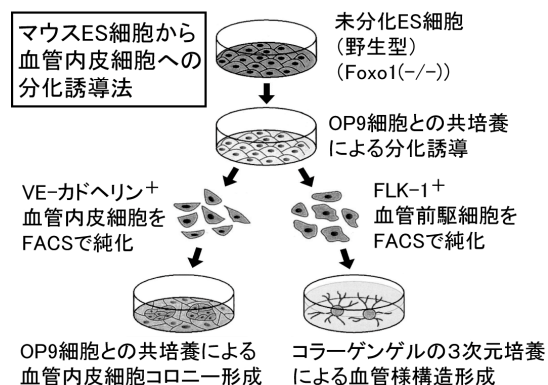 マウスES細胞から
血管内皮細胞への
分化誘導法
未分化ES細胞
(野生型)
(Foxo1(-/-))
OP9細胞との共培養
による分化誘導
VE-カドヘリン+
血管内皮細胞を
FACSで純化
FLK-1+
血管前駆細胞を
FACSで純化
OP9細胞との共培養による
血管内皮細胞コロニー形成
コラーゲンゲルの3次元培養
による血管様構造形成